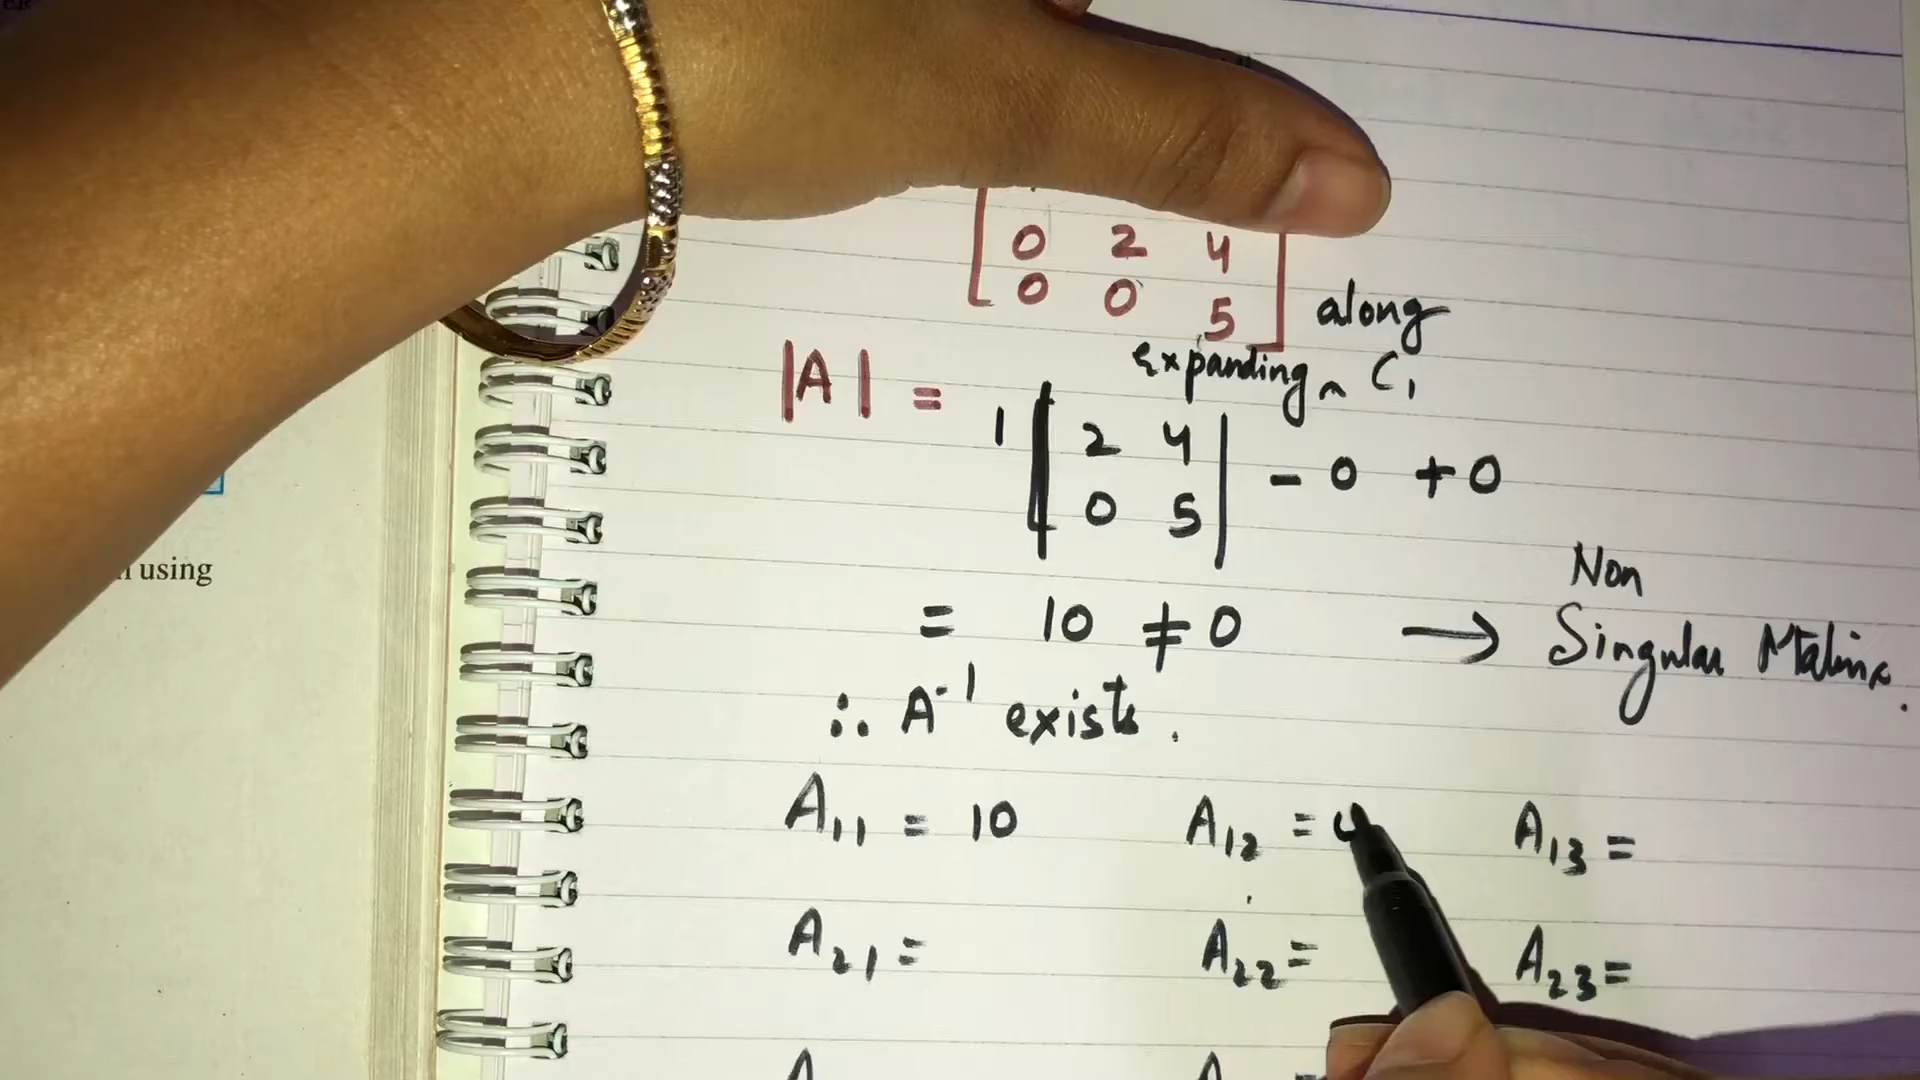 0 2 4
0 0 5
along
expanding ^ C1
|A| = 1 | 2 4 | - 0 + 0
0 5
= 10 ≠ 0 → Non
Singular
∴ A-1 exists.
using
A11 = 10 A12 = A13 =
A21 = A22 = A23 =